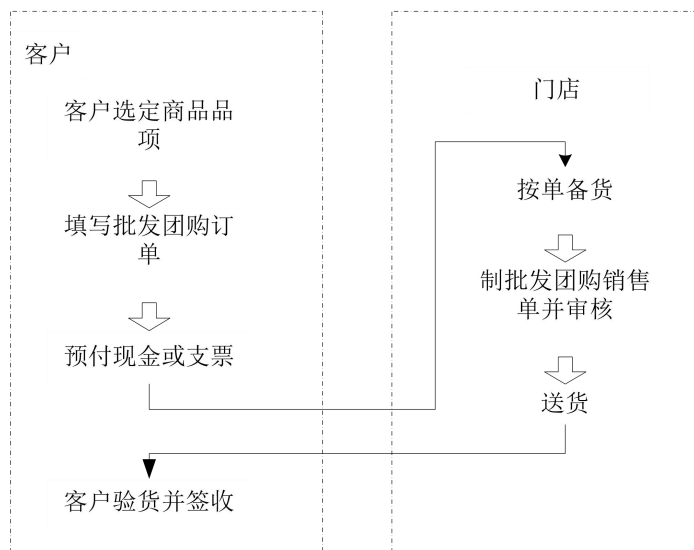 客户
客户选定商品品
项
填写批发团购订
单
预付现金或支票
客户验货并签收
门店
按单备货
制批发团购销售
单并审核
送货